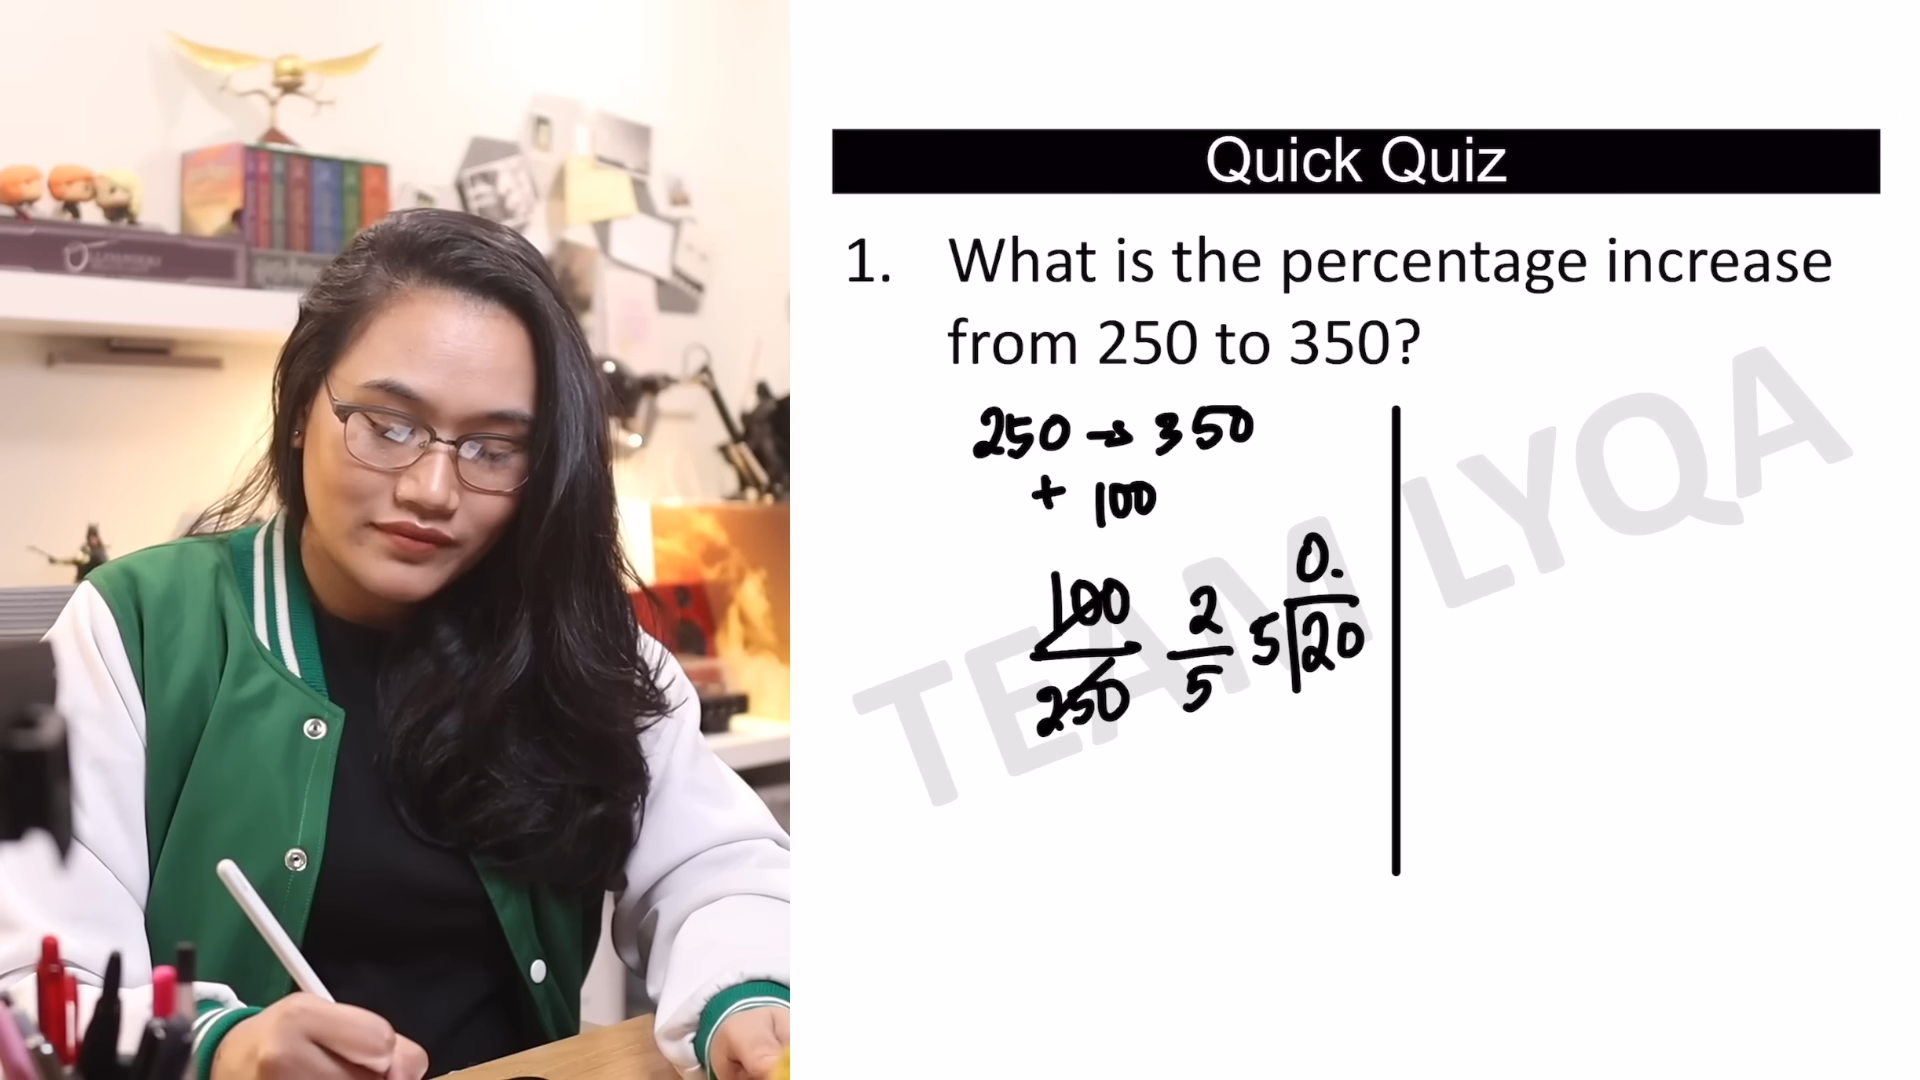 Quick Quiz
1. What is the percentage increase
from 250 to 350?
250 → 350
+ 100
100
250
2
5
0.
5 20
TEAM LYQA